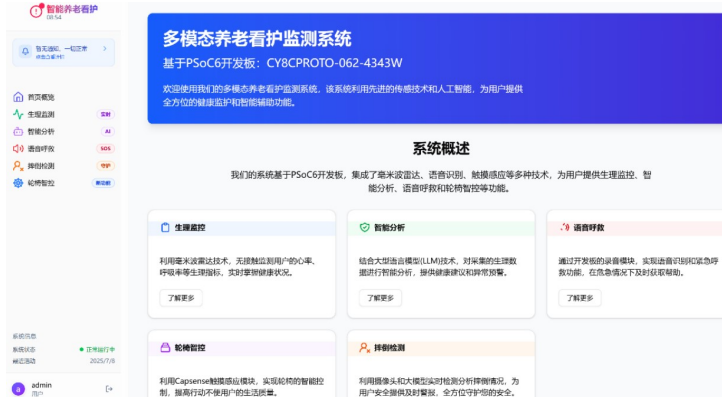 智能养老看护
00:54
暂无通知，一切正常
首页概览
生理监测 实时
智能分析 AI
语音呼救 SOS
摔倒检测 守护
轮椅智控 新功能
系统信息
系统状态 正常运行中
最近活动 2025/7/8
a admin
用户
多模态养老看护监测系统
基于PSoC6开发板：CY8CPROTO-062-4343W
欢迎使用我们的多模态养老看护监测系统，该系统利用先进的传感技术和人工智能，为用户提供
全方位的健康监护和智能辅助功能。
系统概述
我们的系统基于PSoC6开发板，集成了毫米波雷达、语音识别、触摸感应等多种技术，为用户提供生理监控、智
能分析、语音呼救和轮椅智控等功能。
生理监控
利用毫米波雷达技术，无接触监测用户的心率、
呼吸率等生理指标，实时掌握健康状况。
了解更多
智能分析
结合大型语言模型(LLM)技术，对采集的生理数
据进行智能分析，提供健康建议和异常预警。
了解更多
语音呼救
通过开发板的录音模块，实现语音识别和紧急呼
救功能，在危急情况下及时获取帮助。
了解更多
轮椅智控
利用Capsense触摸感应模块，实现轮椅的智能控
制，提高行动不便用户的生活质量。
摔倒检测
利用摄像头和大模型实时检测分析摔倒情况，为
用户安全提供及时警报，全方位守护您的安全。